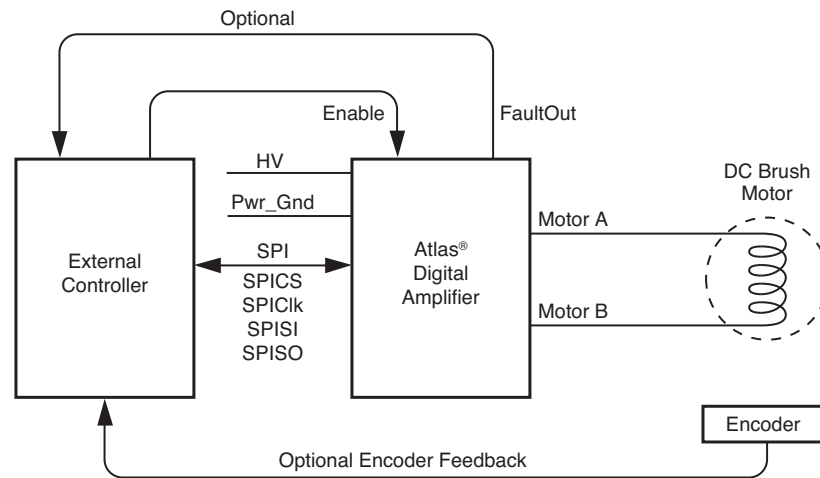 Optional
Enable
FaultOut
HV
Pwr_Gnd
SPI
SPICS
SPIClk
SPISI
SPISO
External
Controller
Atlas®
Digital
Amplifier
Motor A
Motor B
DC Brush
Motor
Encoder
Optional Encoder Feedback